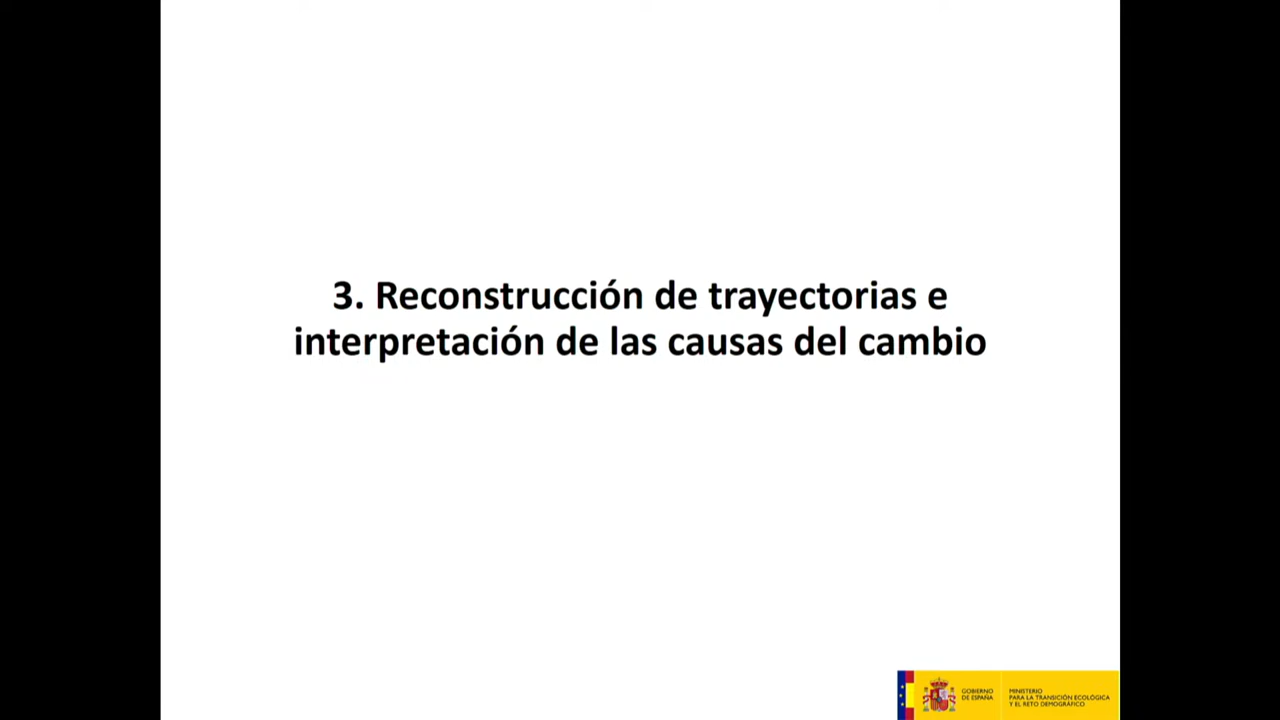 3. Reconstrucción de trayectorias e
interpretación de las causas del cambio
GOBIERNO
DE ESPAÑA
MINISTERIO
PARA LA TRANSICIÓN ECOLÓGICA
Y EL RETO DEMOGRÁFICO